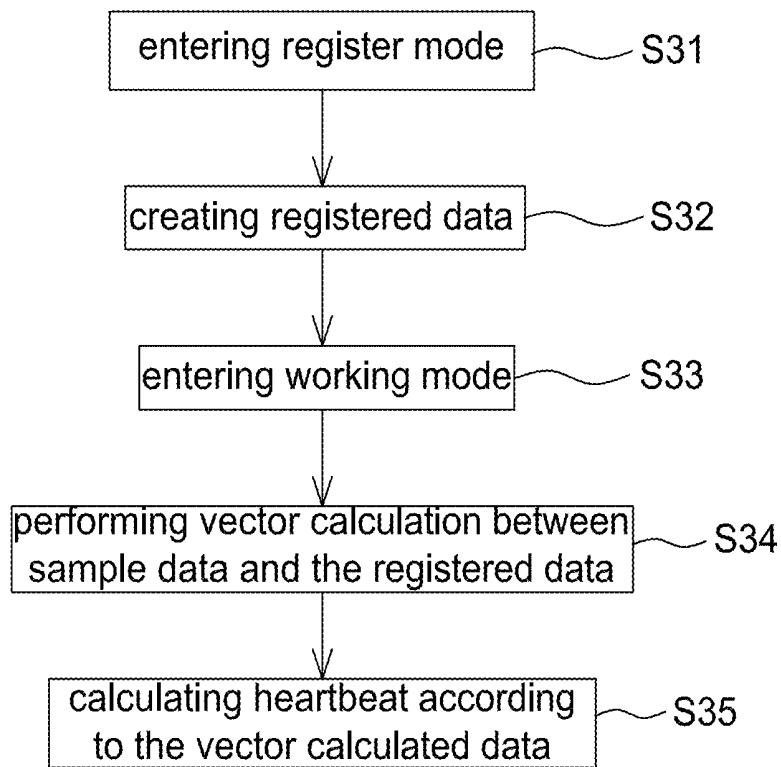 entering register mode
S31
creating registered data
S32
entering working mode
S33
performing vector calculation between
sample data and the registered data
S34
calculating heartbeat according
to the vector calculated data
S35